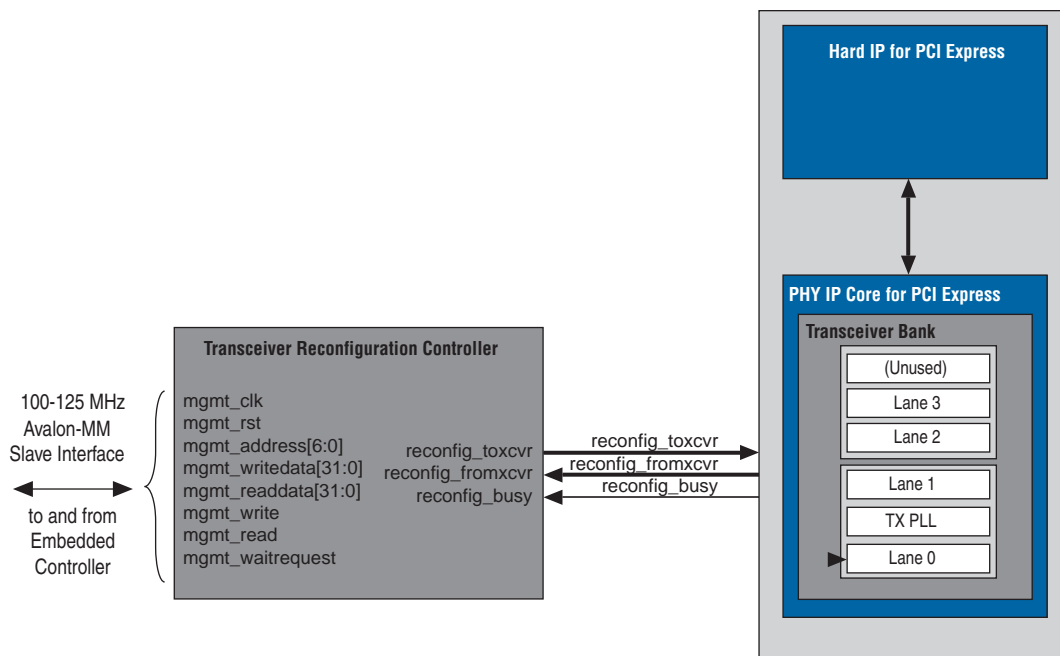 Hard IP for PCI Express
PHY IP Core for PCI Express
Transceiver Bank
(Unused)
Lane 3
Lane 2
Lane 1
TX PLL
Lane 0
Transceiver Reconfiguration Controller
100-125 MHz
Avalon-MM
Slave Interface
to and from
Embedded
Controller
mgmt_clk
mgmt_rst
mgmt_address[6:0]
mgmt_writedata[31:0]
mgmt_readdata[31:0]
mgmt_write
mgmt_read
mgmt_waitrequest
reconfig_toxcvr
reconfig_fromxcvr
reconfig_busy
reconfig_toxcvr
reconfig_fromxcvr
reconfig_busy